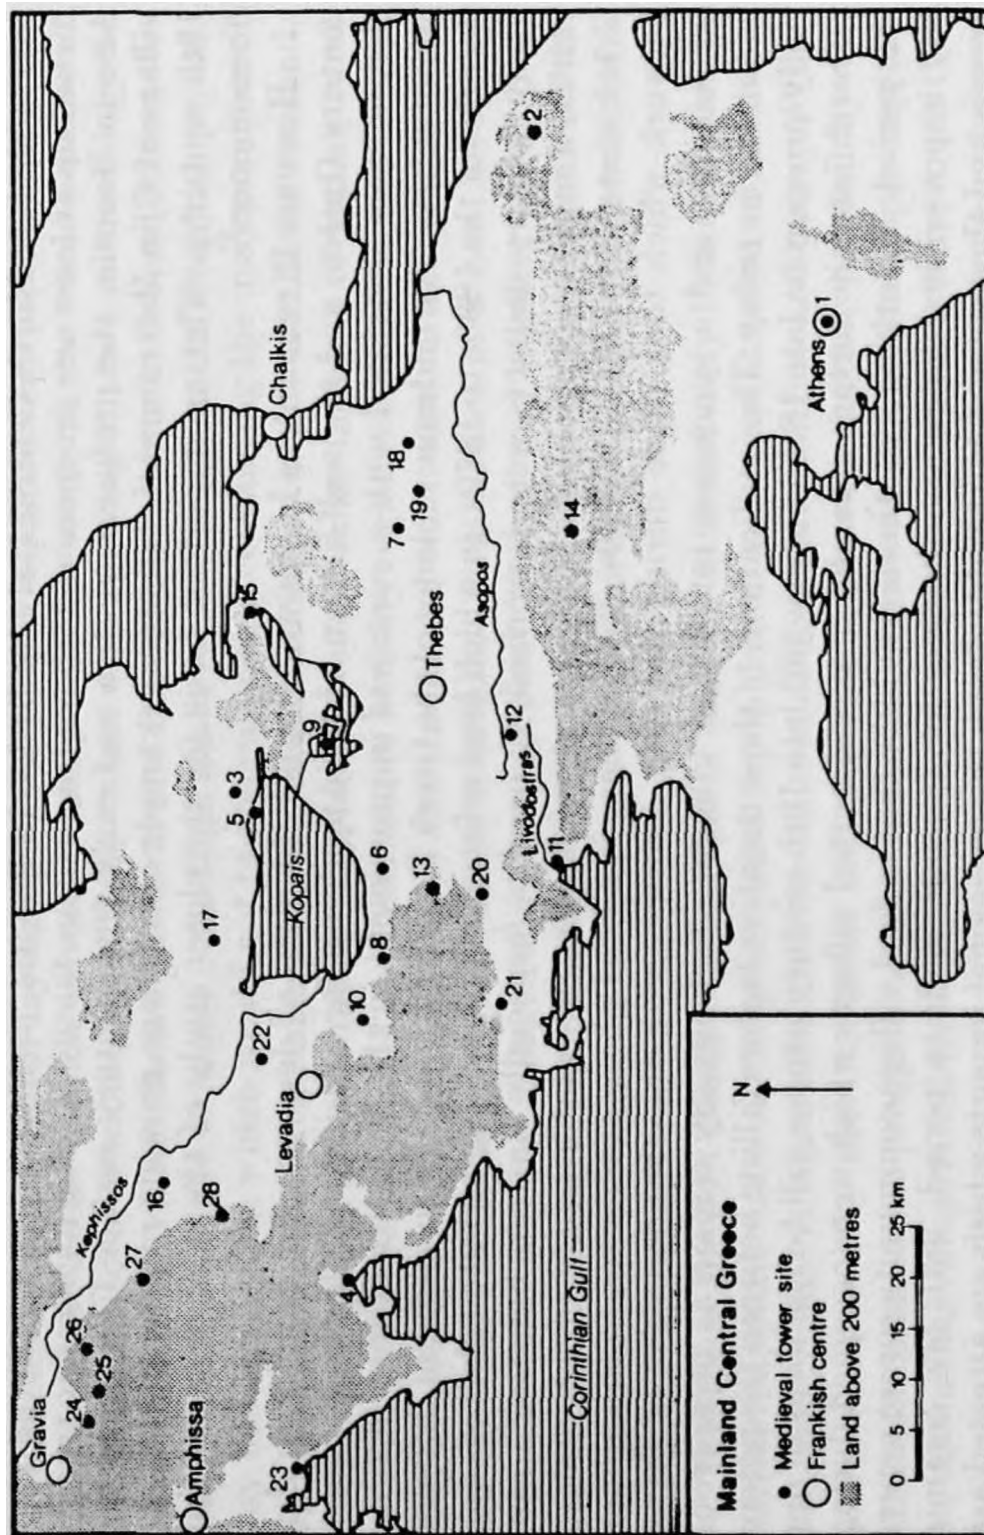 Chalkis
Gravia
Amphissa
Levadia
Thebes
Athens
Kephissos
Kopais
Asopos
Livodostras
Corinthian Gulf
1
2
3
4
5
6
7
8
9
10
11
12
13
14
15
16
17
18
19
20
21
22
23
24
25
26
27
28
N
Mainland Central Greece
Medieval tower site
Frankish centre
Land above 200 metres
0 5 10 15 20 25 km